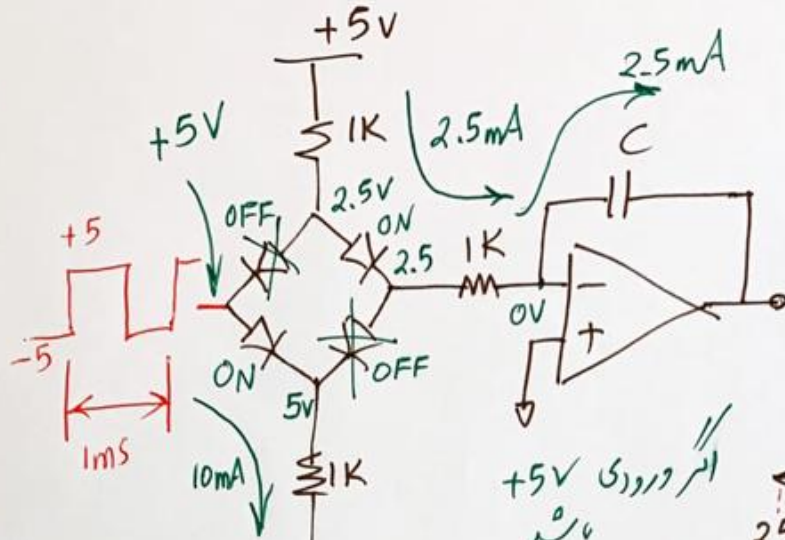 +5V
2.5mA
1K
2.5mA
C
+5V
OFF
2.5V
ON
+5
2.5
1K
-5
0V
-
+
ON
OFF
5V
1ms
10mA
1K
اگر ورودی +5V